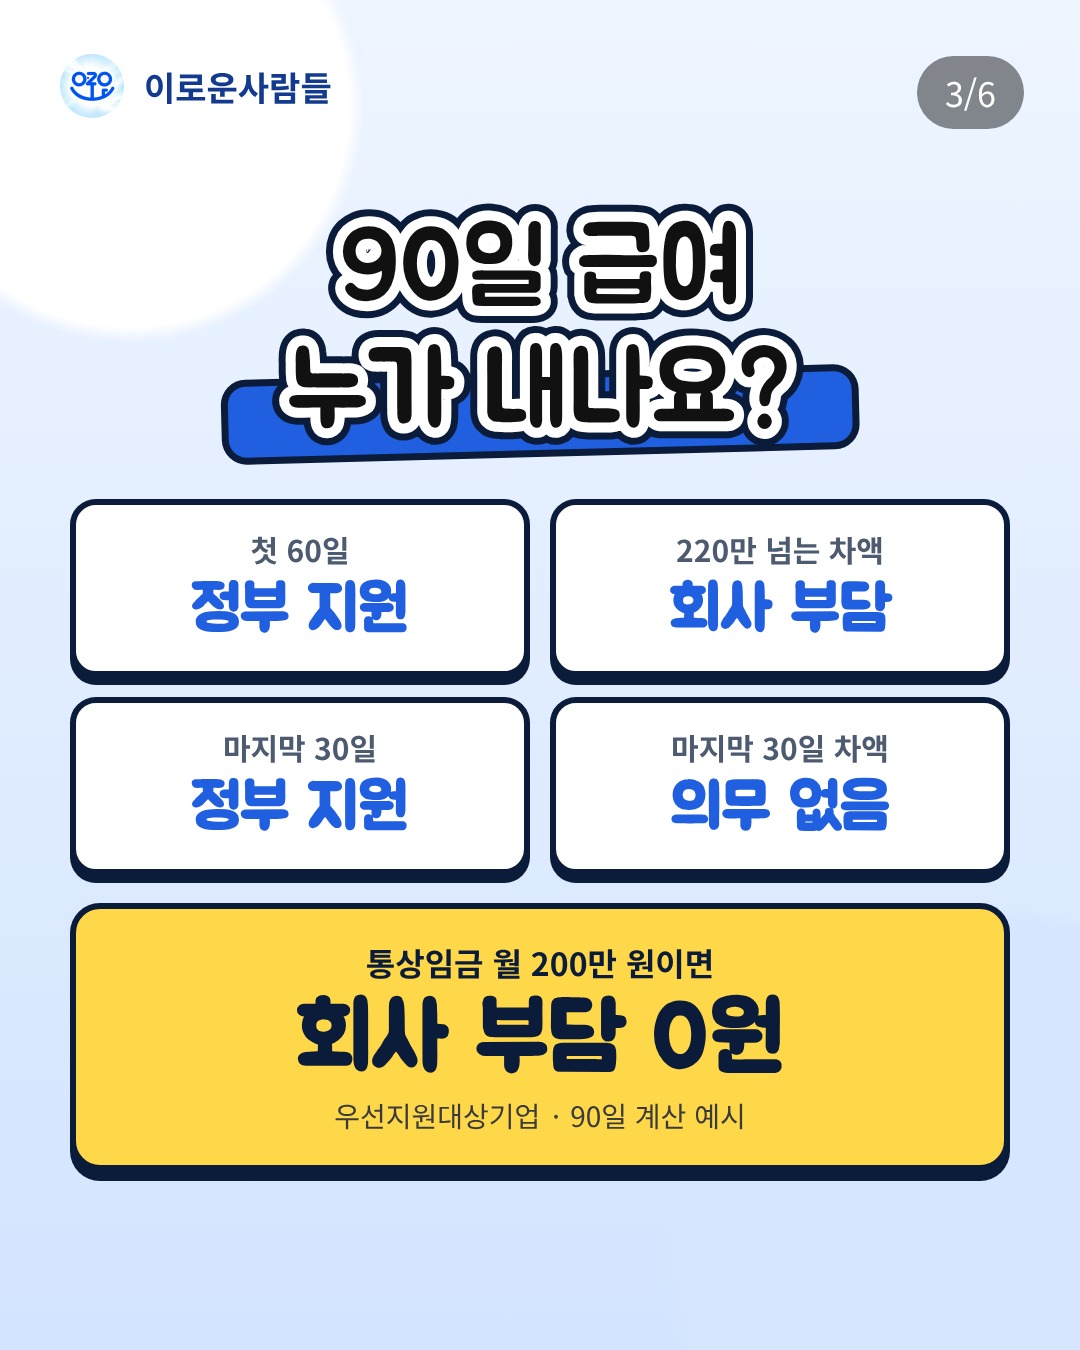 이로운사람들
3/6
90일 급여
누가 내나요?
첫 60일
정부 지원
220만 넘는 차액
회사 부담
마지막 30일
정부 지원
마지막 30일 차액
의무 없음
통상임금 월 200만 원이면
회사 부담 0원
우선지원대상기업 · 90일 계산 예시